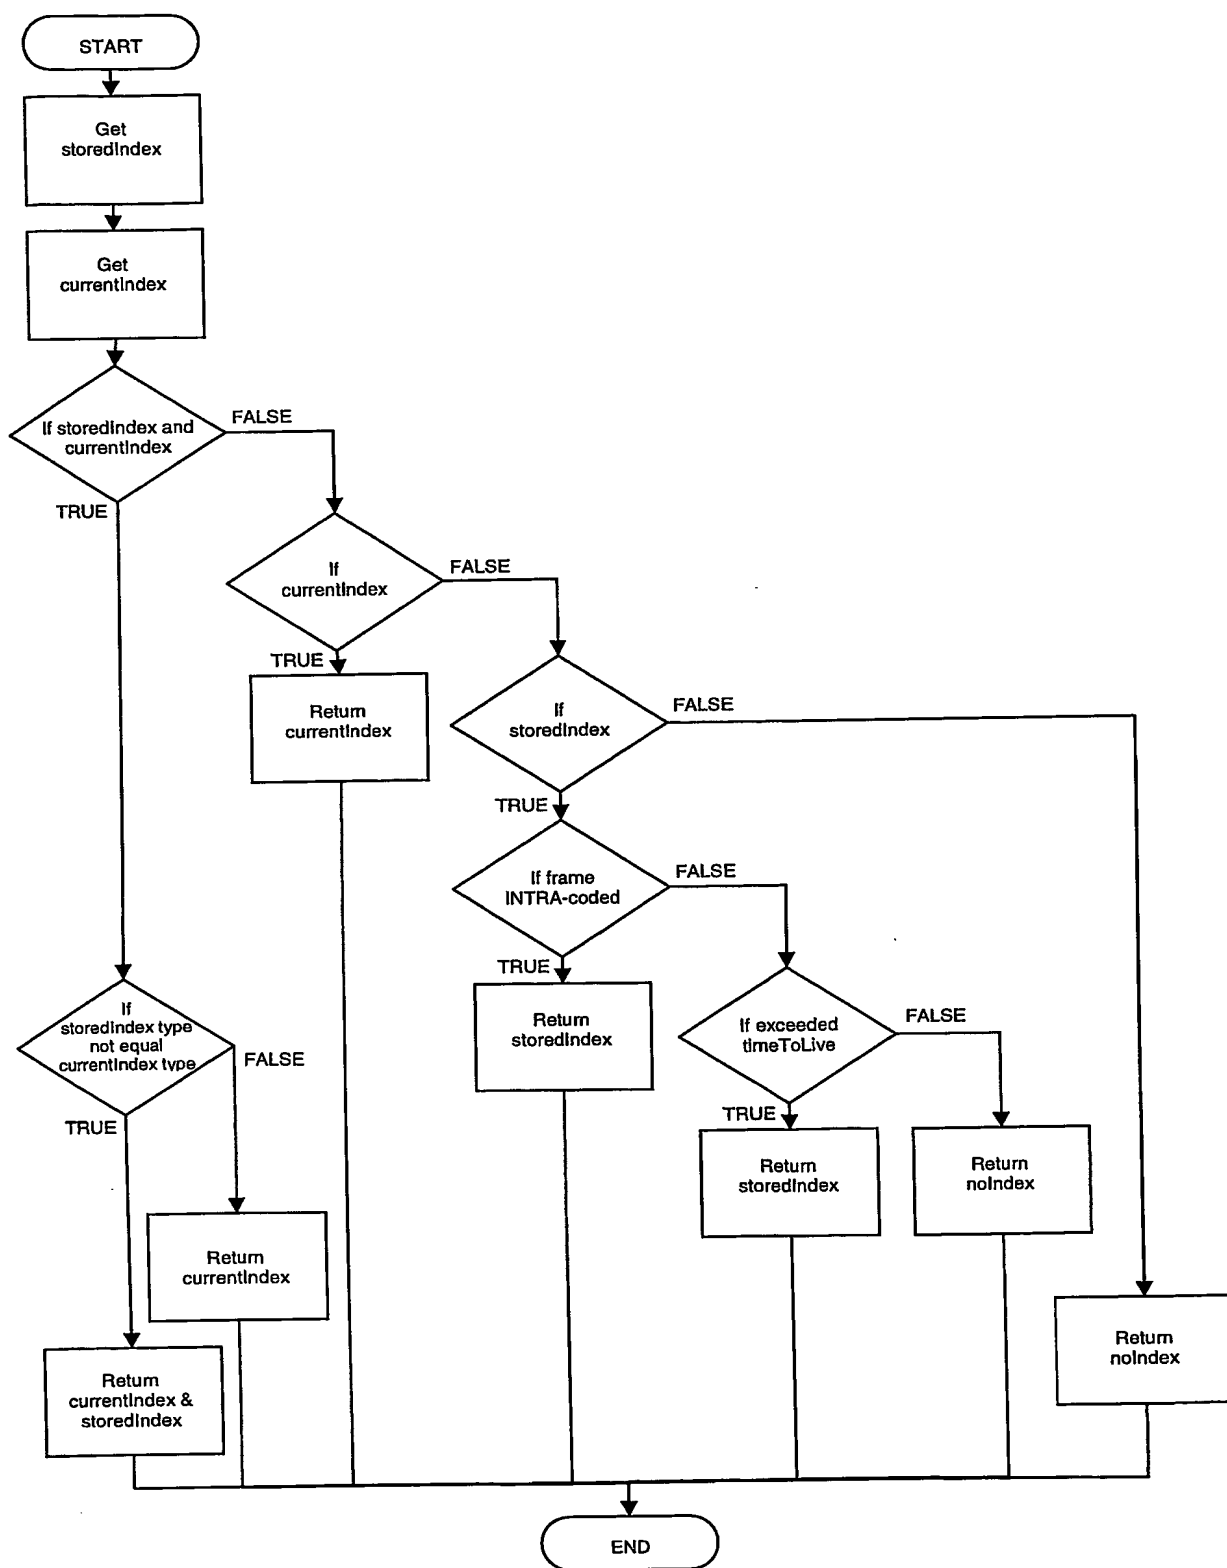 START
Get
storedIndex
Get
currentIndex
If storedIndex and
currentIndex
FALSE
TRUE
If
currentIndex
FALSE
TRUE
Return
currentIndex
If
storedIndex
FALSE
TRUE
If frame
INTRA-coded
FALSE
TRUE
Return
storedIndex
If exceeded
timeToLive
FALSE
TRUE
Return
storedIndex
Return
noIndex
If
storedIndex type
not equal
currentIndex type
FALSE
TRUE
Return
currentIndex
Return
currentIndex &
storedIndex
Return
noIndex
END